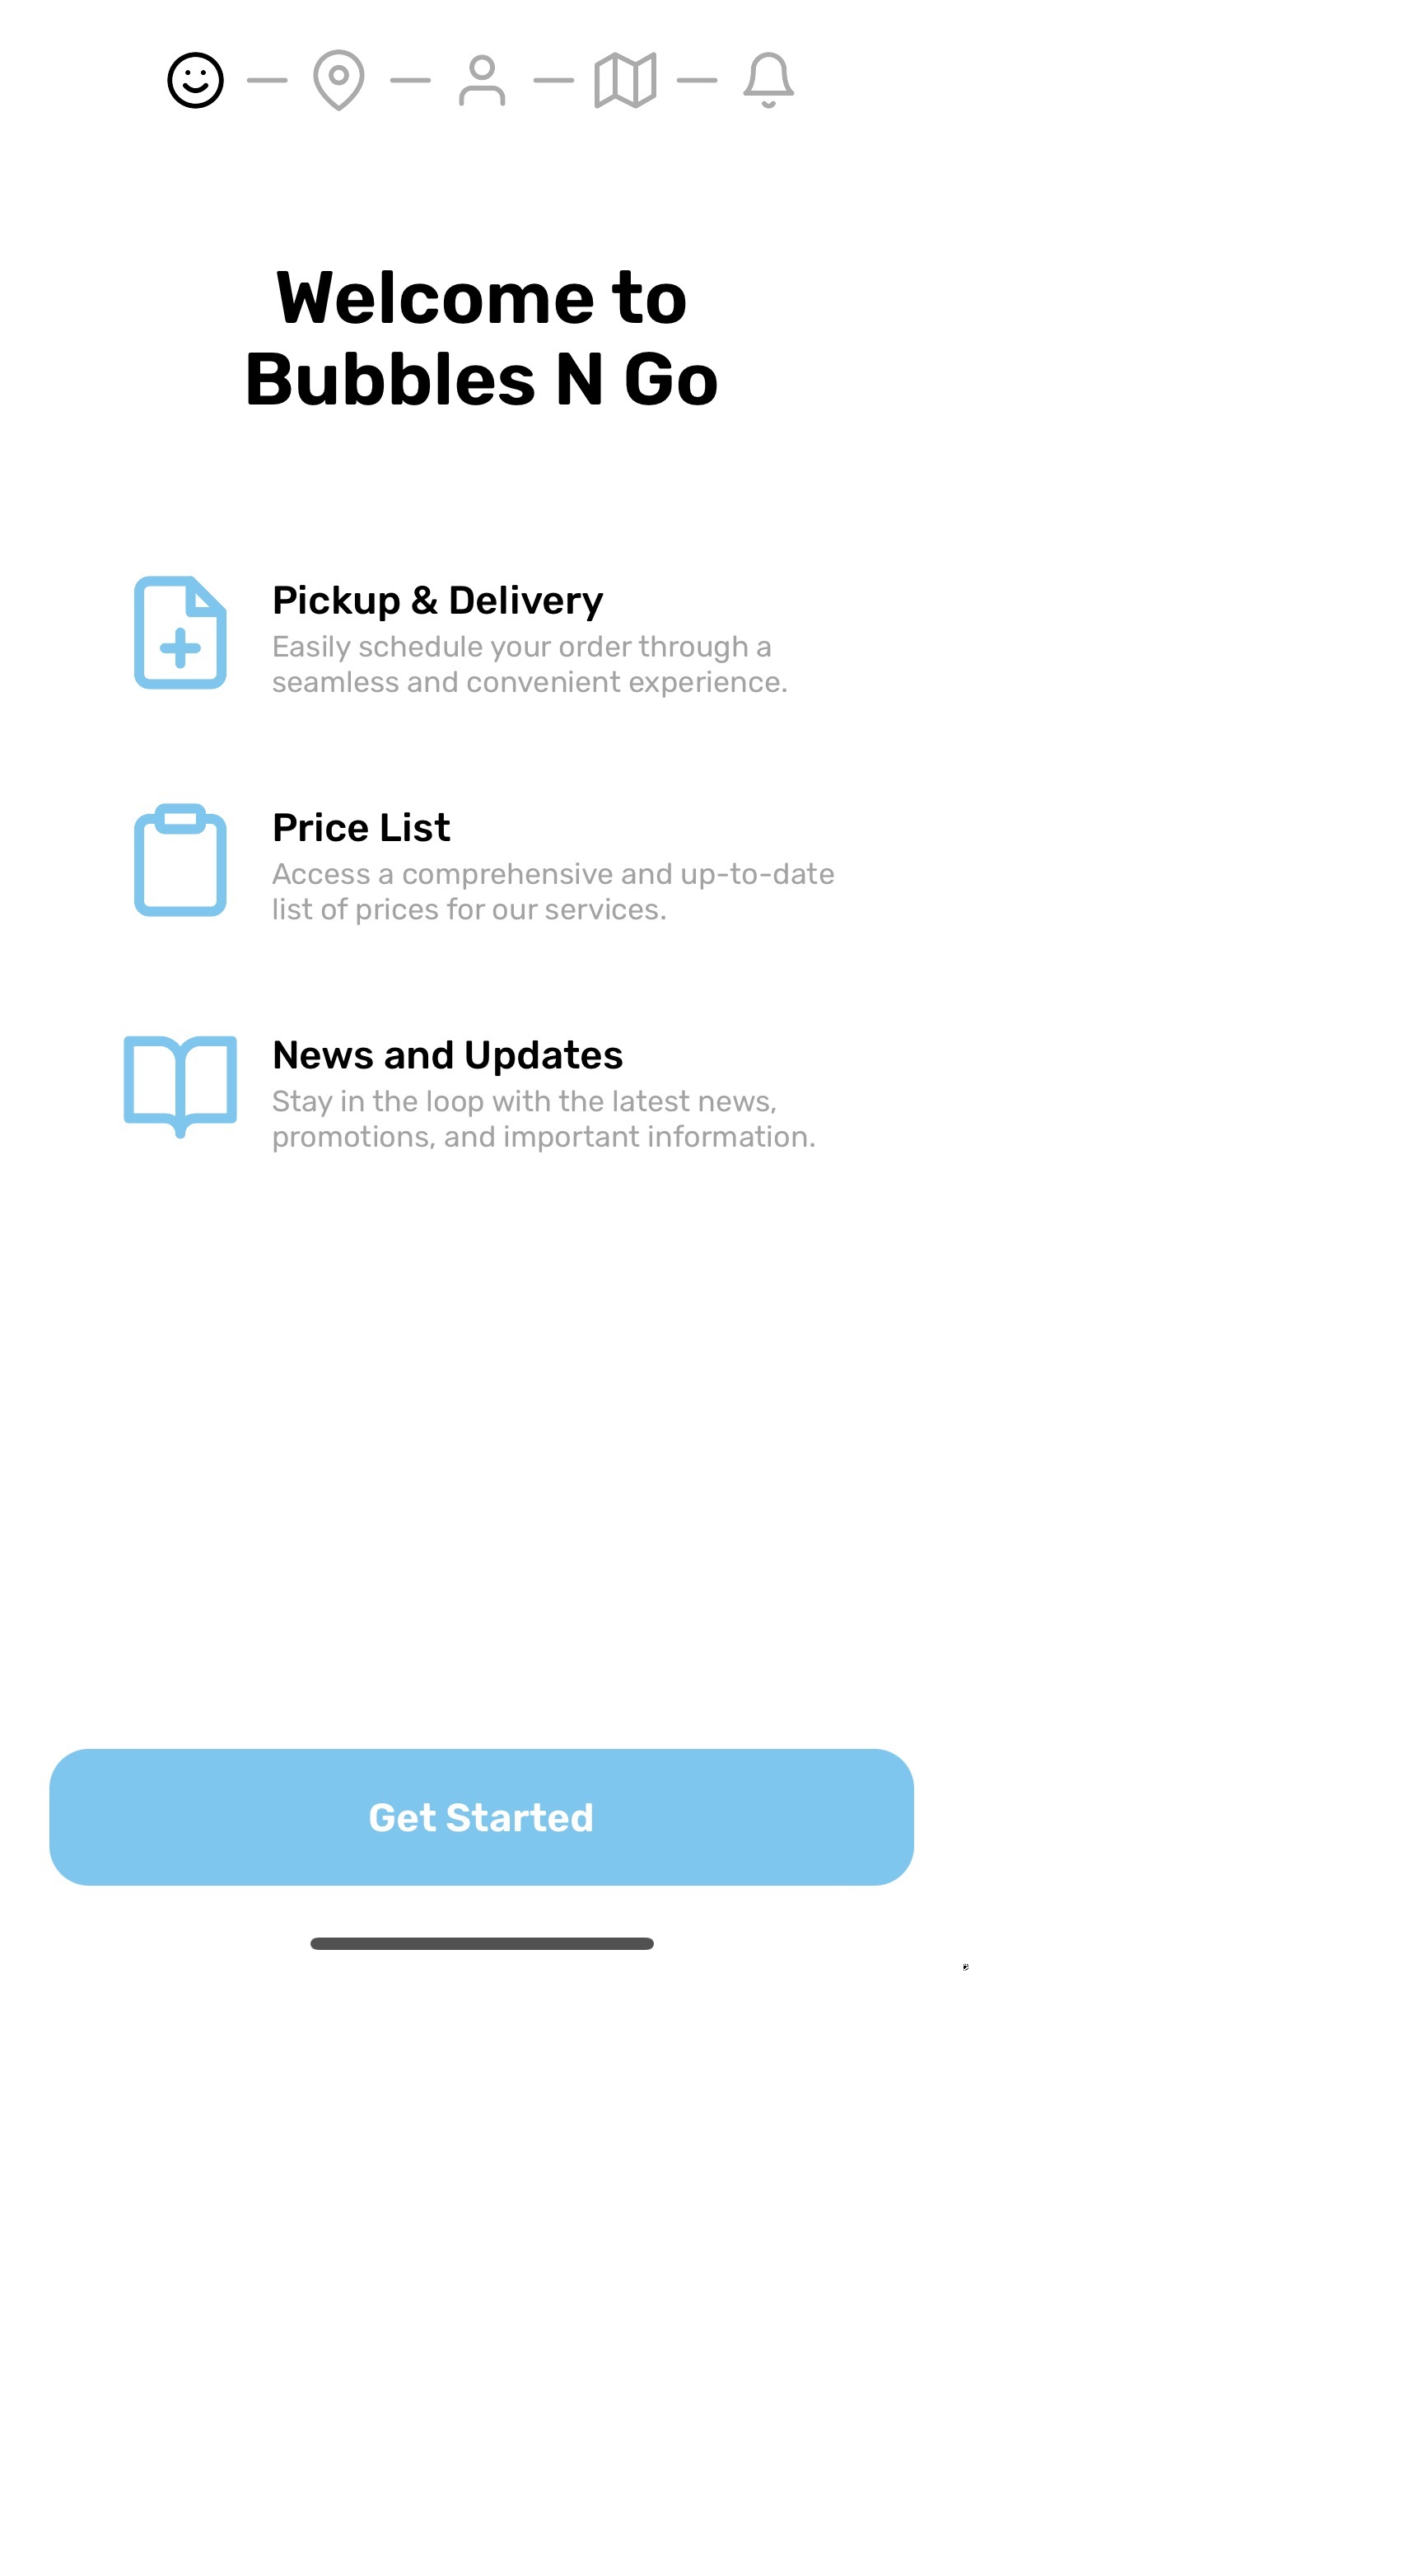 Welcome to
Bubbles N Go
Pickup & Delivery
Easily schedule your order through a
seamless and convenient experience.
Price List
Access a comprehensive and up-to-date
list of prices for our services.
News and Updates
Stay in the loop with the latest news,
promotions, and important information.
Get Started